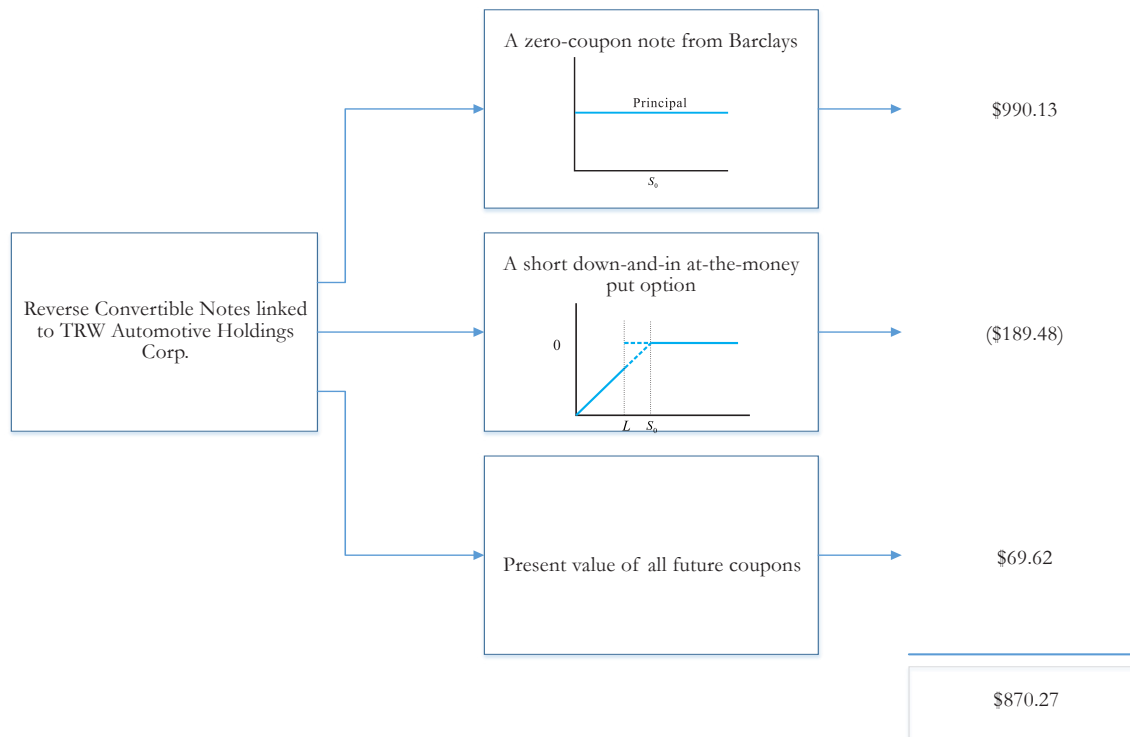 A zero-coupon note from Barclays
Principal
S₀
$990.13
Reverse Convertible Notes linked
to TRW Automotive Holdings
Corp.
A short down-and-in at-the-money
put option
0
L S₀
($189.48)
Present value of all future coupons
$69.62
$870.27